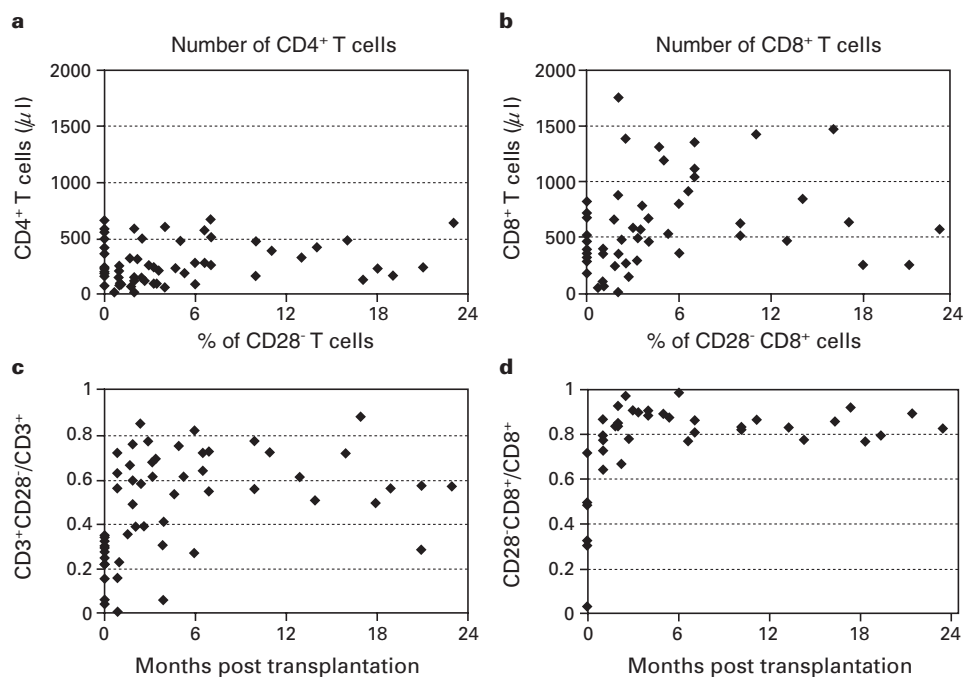 a
Number of CD4⁺ T cells
CD4⁺ T cells (/μl)
2000
1500
1000
500
0
0 6 12 18 24
% of CD28⁻ T cells
b
Number of CD8⁺ T cells
CD8⁺ T cells (/μl)
2000
1500
1000
500
0
0 6 12 18 24
% of CD28⁻ CD8⁺ cells
c
CD3⁺CD28⁻/CD3⁺
1
0.8
0.6
0.4
0.2
0
0 6 12 18 24
Months post transplantation
d
CD28⁻CD8⁺/CD8⁺
1
0.8
0.6
0.4
0.2
0
0 6 12 18 24
Months post transplantation